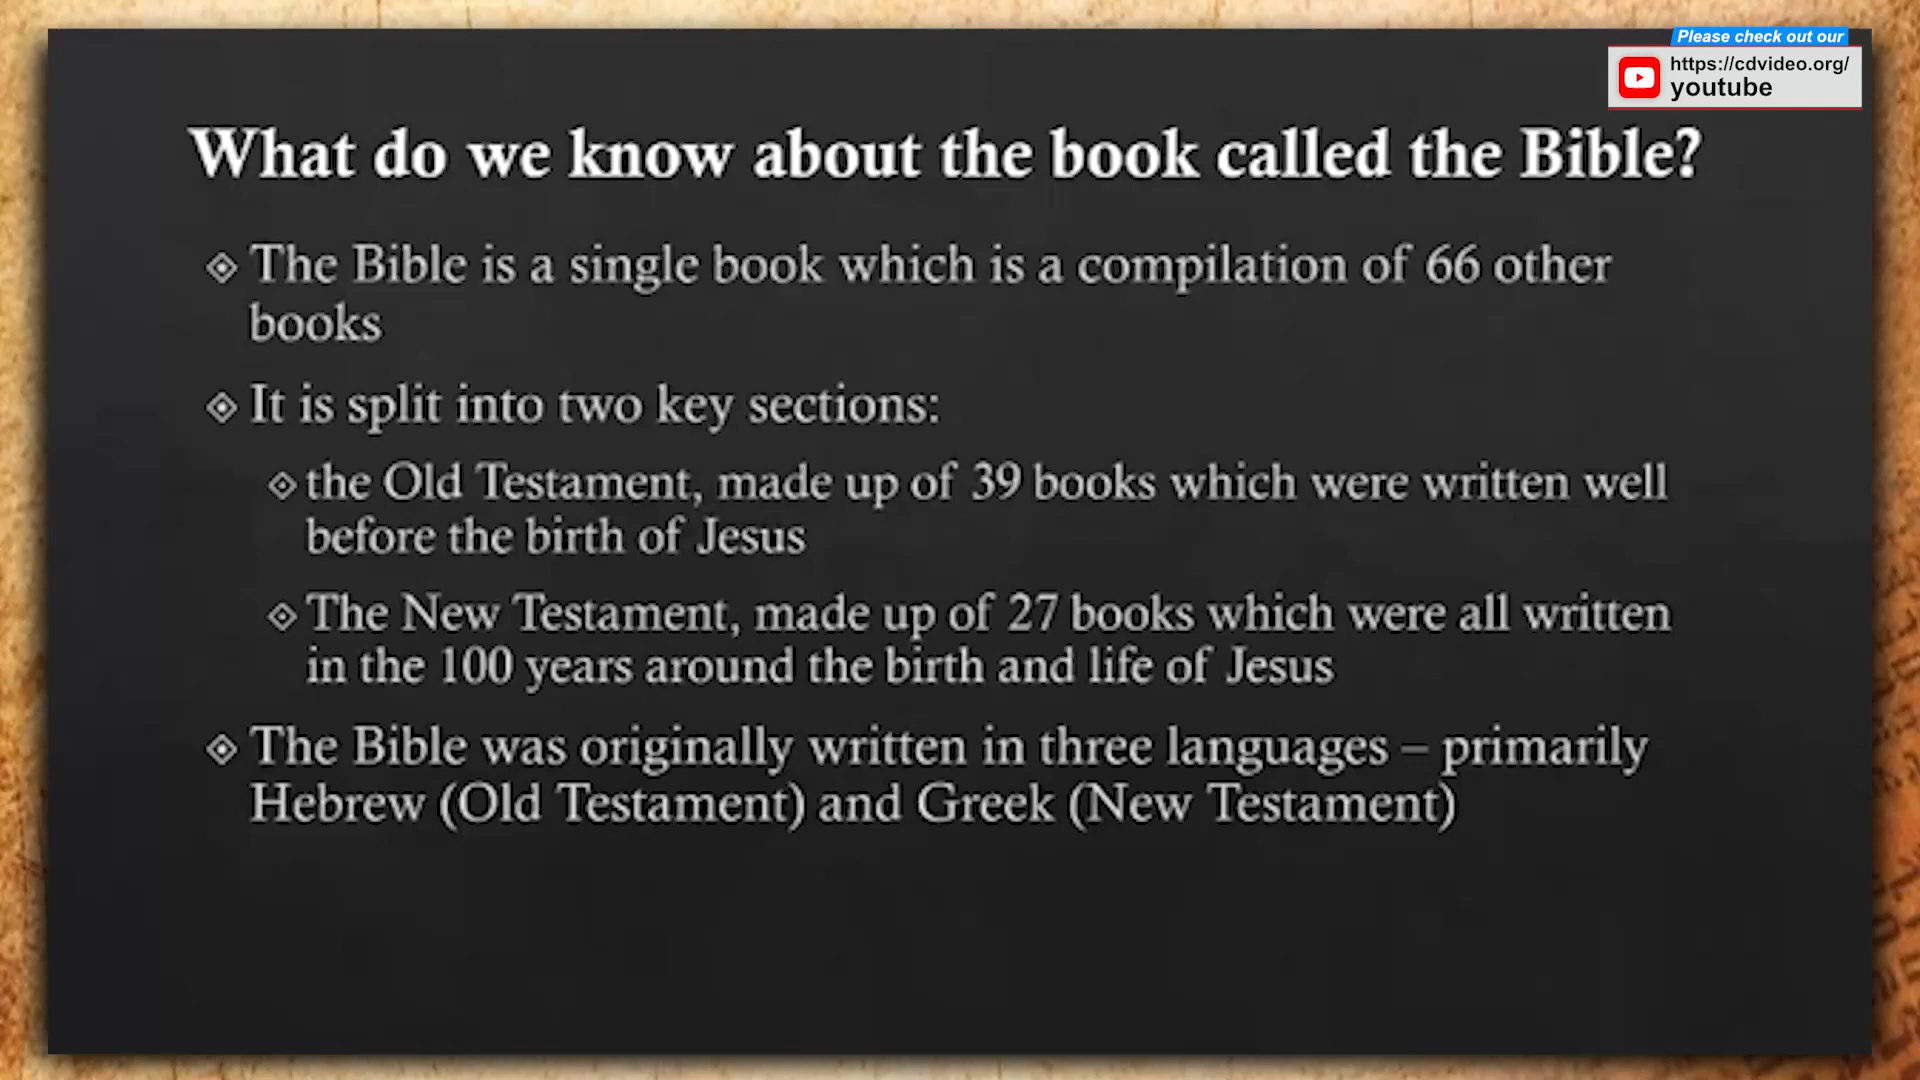 Please check out our
https://cdvideo.org/
youtube
What do we know about the book called the Bible?
The Bible is a single book which is a compilation of 66 other
books
It is split into two key sections:
the Old Testament, made up of 39 books which were written well
before the birth of Jesus
The New Testament, made up of 27 books which were all written
in the 100 years around the birth and life of Jesus
The Bible was originally written in three languages – primarily
Hebrew (Old Testament) and Greek (New Testament)